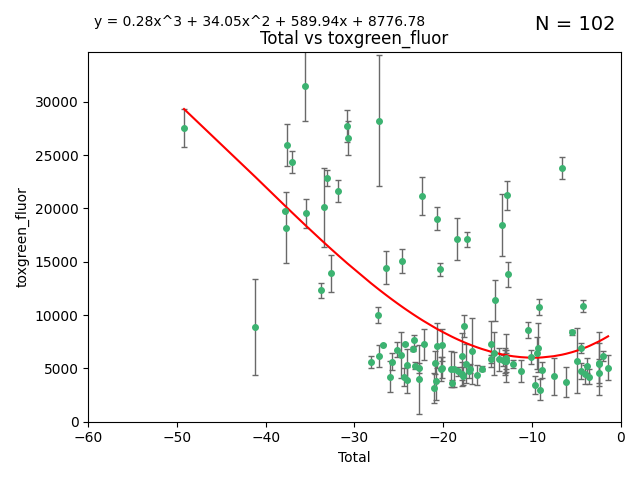 y = 0.28x^3 + 34.05x^2 + 589.94x + 8776.78
N = 102
Total vs toxgreen_fluor
30000
25000
20000
15000
10000
5000
0
toxgreen_fluor
−60
−50
−40
−30
−20
−10
0
Total